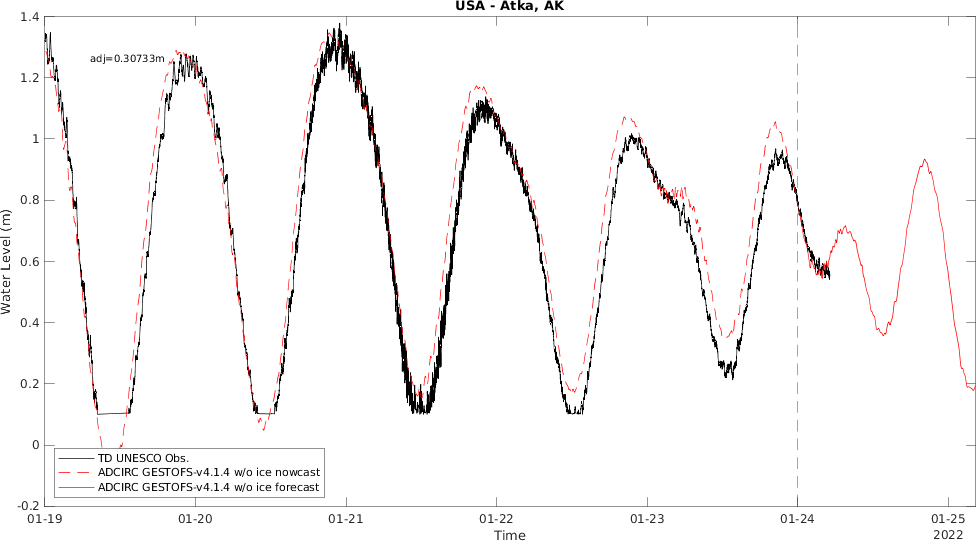 USA - Atka, AK
adj=0.30733m
Water Level (m)
1.4
1.2
1
0.8
0.6
0.4
0.2
0
-0.2
TD UNESCO Obs.
ADCIRC GESTOFS-v4.1.4 w/o ice nowcast
ADCIRC GESTOFS-v4.1.4 w/o ice forecast
01-19 01-20 01-21 01-22 01-23 01-24 01-25
Time
2022